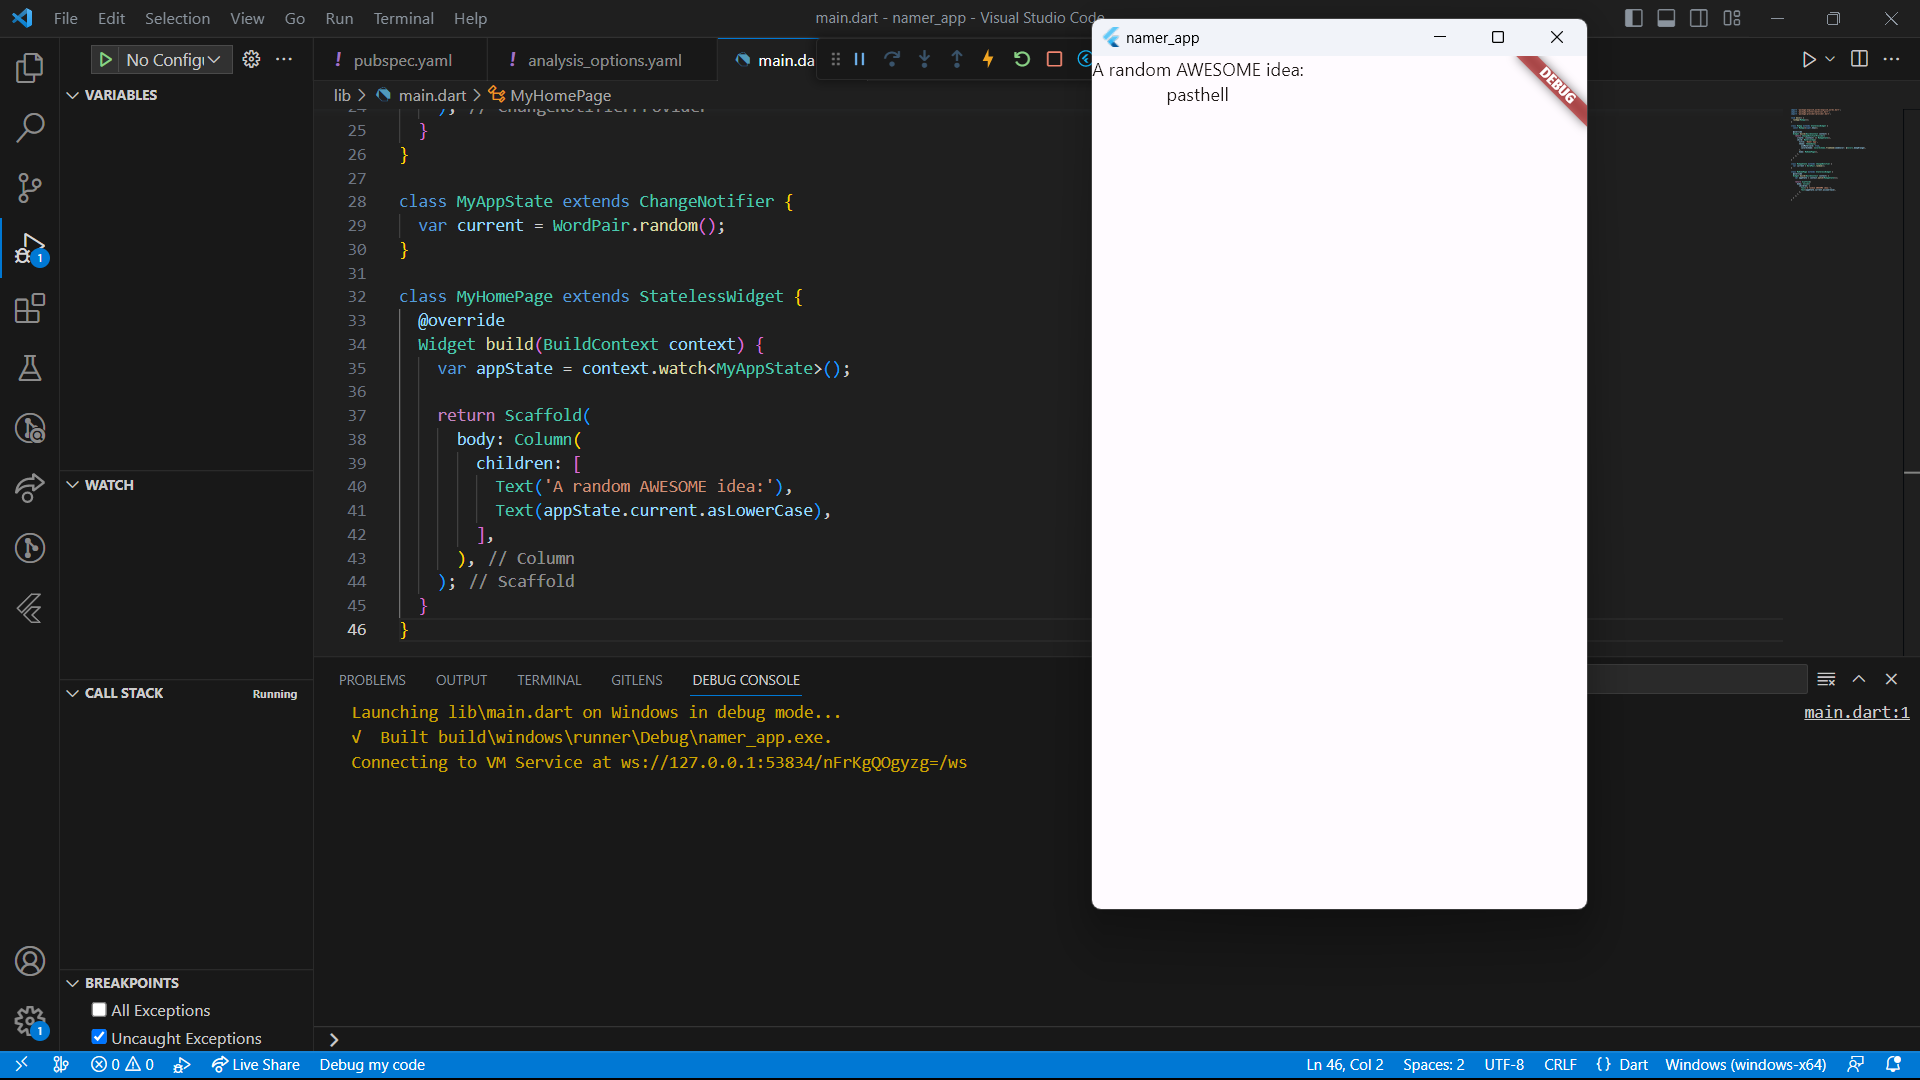 File Edit Selection View Go Run Terminal Help
main.dart - namer_app - Visual Studio Code
No Config
pubspec.yaml
analysis_options.yaml
main.da
VARIABLES
lib > main.dart > MyHomePage
24 ); // ChangeNotifierProvider
25 }
26 }
27
28 class MyAppState extends ChangeNotifier {
29 var current = WordPair.random();
30 }
31
32 class MyHomePage extends StatelessWidget {
33 @override
34 Widget build(BuildContext context) {
35 var appState = context.watch<MyAppState>();
36
37 return Scaffold(
38 body: Column(
39 children: [
40 Text('A random AWESOME idea:'),
41 Text(appState.current.asLowerCase),
42 ],
43 ), // Column
44 ); // Scaffold
45 }
46 }
namer_app
A random AWESOME idea:
pasthell
DEBUG
WATCH
CALL STACK Running
BREAKPOINTS
All Exceptions
Uncaught Exceptions
PROBLEMS OUTPUT TERMINAL GITLENS DEBUG CONSOLE
Launching lib\main.dart on Windows in debug mode...
main.dart:1
√ Built build\windows\runner\Debug\namer_app.exe.
Connecting to VM Service at ws://127.0.0.1:53834/nFrKgQOgyzg=/ws
1
1
0 0 Live Share Debug my code
Ln 46, Col 2 Spaces: 2 UTF-8 CRLF {} Dart Windows (windows-x64)